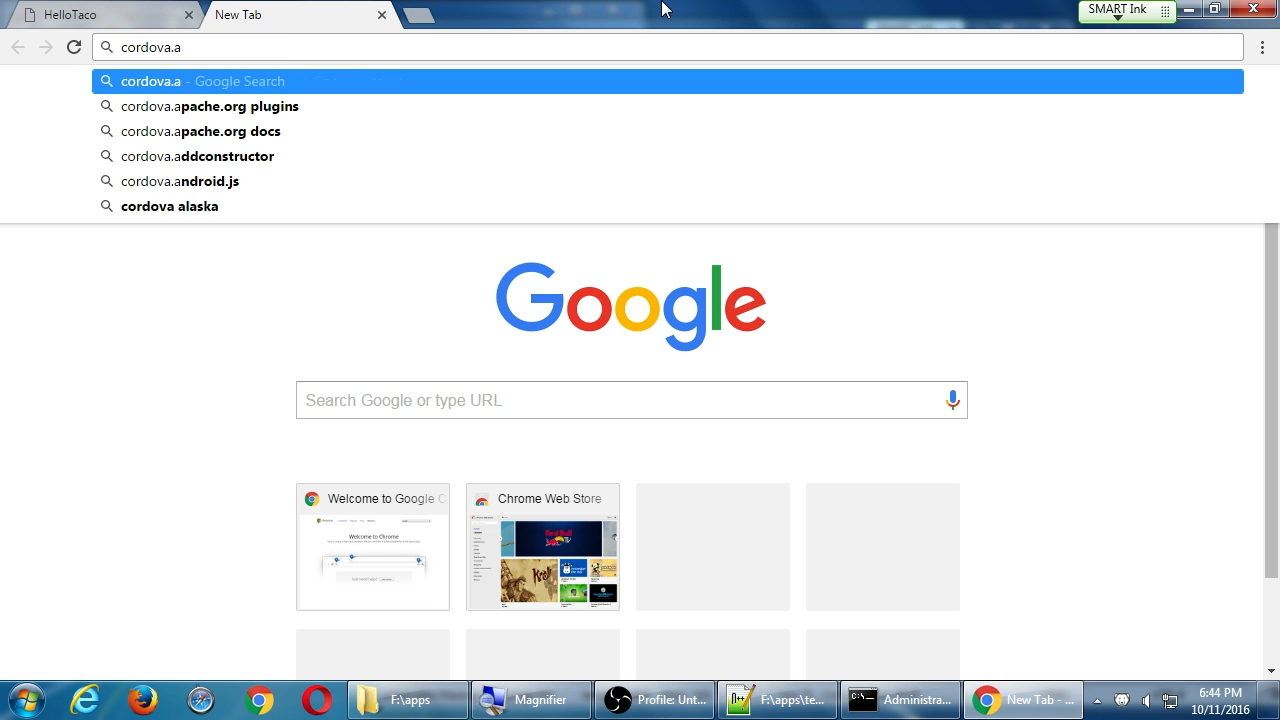 HelloTaco
New Tab
SMART Ink
cordova.a
cordova.a - Google Search
cordova.apache.org plugins
cordova.apache.org docs
cordova.addconstructor
cordova.android.js
cordova alaska
Google
Search Google or type URL
Welcome to Google C
Chrome Web Store
Welcome to Chrome
F:\apps
Magnifier
Profile: Unt...
F:\apps\te...
Administra...
New Tab - ...
6:44 PM
10/11/2016